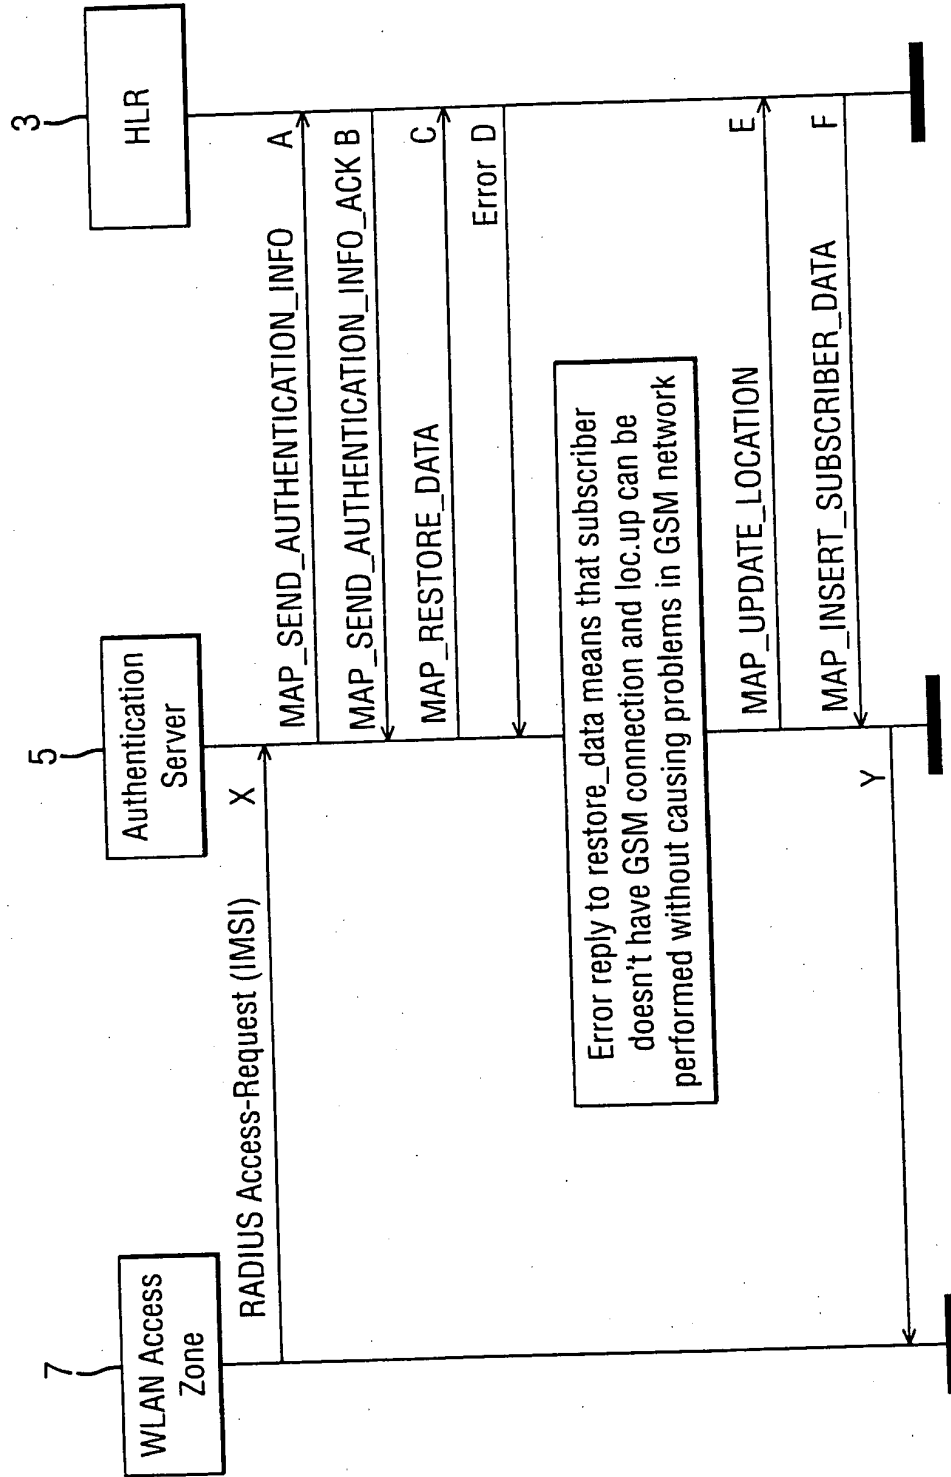 7
WLAN Access
Zone
5
Authentication
Server
3
HLR
RADIUS Access-Request (IMSI)
X
MAP_SEND_AUTHENTICATION_INFO
A
MAP_SEND_AUTHENTICATION_INFO_ACK B
MAP_RESTORE_DATA
C
Error D
Error reply to restore_data means that subscriber
doesn't have GSM connection and loc.up can be
performed without causing problems in GSM network
MAP_UPDATE_LOCATION
E
MAP_INSERT_SUBSCRIBER_DATA
F
Y